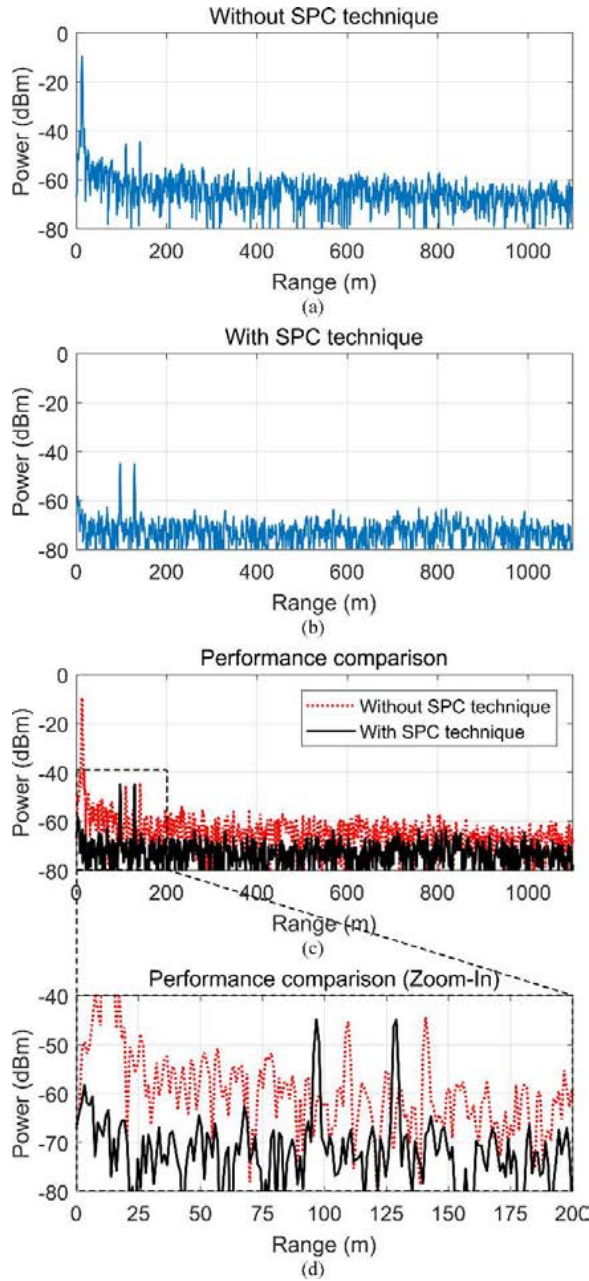 Without SPC technique
0
-20
-40
-60
-80
Power (dBm)
0 200 400 600 800 1000
Range (m)
(a)
With SPC technique
0
-20
-40
-60
-80
Power (dBm)
0 200 400 600 800 1000
Range (m)
(b)
Performance comparison
0
-20
-40
-60
-80
Power (dBm)
Without SPC technique
With SPC technique
0 200 400 600 800 1000
Range (m)
(c)
Performance comparison (Zoom-In)
-40
-50
-60
-70
-80
Power (dBm)
0 25 50 75 100 125 150 175 200
Range (m)
(d)